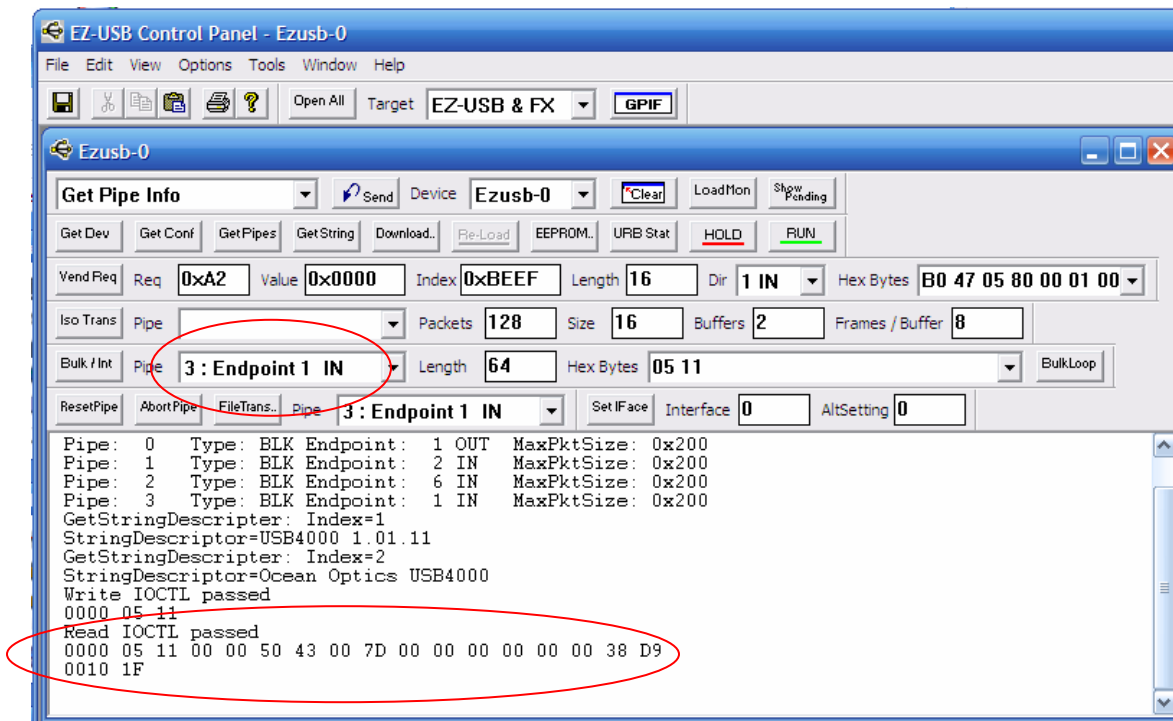 EZ-USB Control Panel - Ezusb-0
File Edit View Options Tools Window Help
Open All Target EZ-USB & FX GPIF
Ezusb-0
Get Pipe Info Send Device Ezusb-0 Clear LoadMon Show Pending
Get Dev Get Conf GetPipes GetString Download.. Re-Load EEPROM.. URB Stat HOLD RUN
Vend Req Req 0xA2 Value 0x0000 Index 0xBEEF Length 16 Dir 1 IN Hex Bytes B0 47 05 80 00 01 00
Iso Trans Pipe Packets 128 Size 16 Buffers 2 Frames / Buffer 8
Bulk / Int Pipe 3 : Endpoint 1 IN Length 64 Hex Bytes 05 11 BulkLoop
ResetPipe AbortPipe FileTrans.. Pipe 3 : Endpoint 1 IN Set IFace Interface 0 AltSetting 0
Pipe: 0 Type: BLK Endpoint: 1 OUT MaxPktSize: 0x200
Pipe: 1 Type: BLK Endpoint: 2 IN MaxPktSize: 0x200
Pipe: 2 Type: BLK Endpoint: 6 IN MaxPktSize: 0x200
Pipe: 3 Type: BLK Endpoint: 1 IN MaxPktSize: 0x200
GetStringDescripter: Index=1
StringDescriptor=USB4000 1.01.11
GetStringDescripter: Index=2
StringDescriptor=Ocean Optics USB4000
Write IOCTL passed
0000 05 11
Read IOCTL passed
0000 05 11 00 00 50 43 00 7D 00 00 00 00 00 00 38 D9
0010 1F